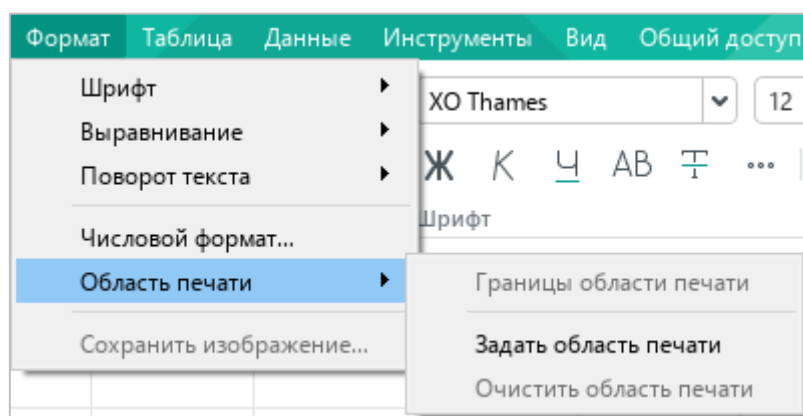 Формат Таблица Данные Инструменты Вид Общий доступ
Шрифт
XO Thames 12
Выравнивание
Ж К Ч АВ Т ...
Поворот текста
Шрифт
Числовой формат...
Область печати
Границы области печати
Сохранить изображение...
Задать область печати
Очистить область печати